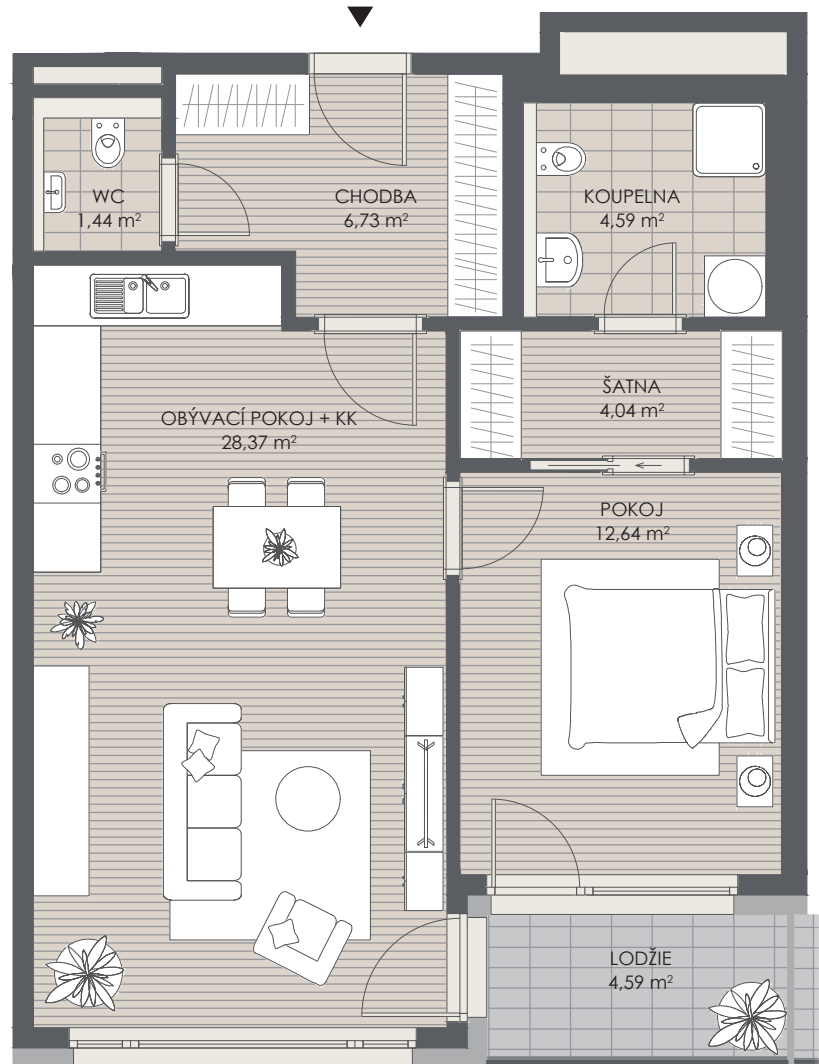 WC
1,44 m²
CHODBA
6,73 m²
KOUPELNA
4,59 m²
ŠATNA
4,04 m²
OBÝVACÍ POKOJ + KK
28,37 m²
POKOJ
12,64 m²
LODŽIE
4,59 m²